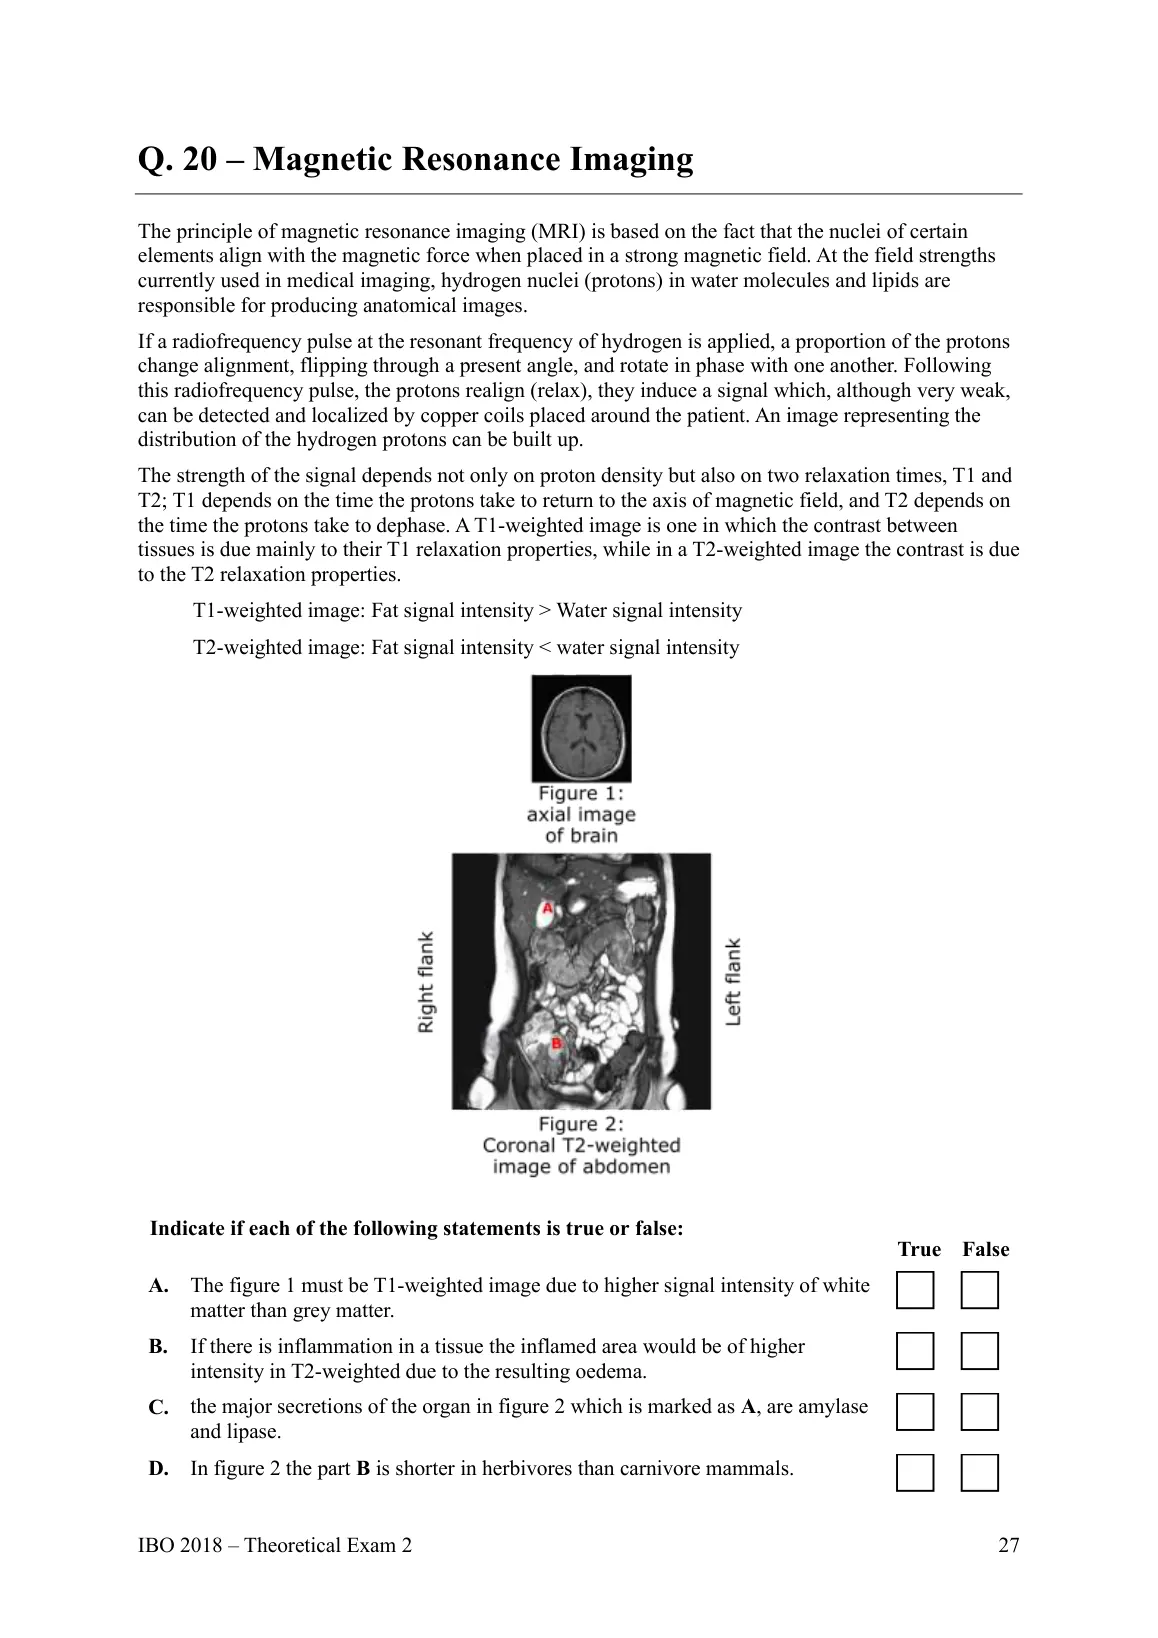 Q. 20 – Magnetic Resonance Imaging
The principle of magnetic resonance imaging (MRI) is based on the fact that the nuclei of certain
elements align with the magnetic force when placed in a strong magnetic field. At the field strengths
currently used in medical imaging, hydrogen nuclei (protons) in water molecules and lipids are
responsible for producing anatomical images.
If a radiofrequency pulse at the resonant frequency of hydrogen is applied, a proportion of the protons
change alignment, flipping through a present angle, and rotate in phase with one another. Following
this radiofrequency pulse, the protons realign (relax), they induce a signal which, although very weak,
can be detected and localized by copper coils placed around the patient. An image representing the
distribution of the hydrogen protons can be built up.
The strength of the signal depends not only on proton density but also on two relaxation times, T1 and
T2; T1 depends on the time the protons take to return to the axis of magnetic field, and T2 depends on
the time the protons take to dephase. A T1-weighted image is one in which the contrast between
tissues is due mainly to their T1 relaxation properties, while in a T2-weighted image the contrast is due
to the T2 relaxation properties.
T1-weighted image: Fat signal intensity > Water signal intensity
T2-weighted image: Fat signal intensity < water signal intensity
Figure 1:
axial image
of brain
Right flank
A
B
Left flank
Figure 2:
Coronal T2-weighted
image of abdomen
Indicate if each of the following statements is true or false:
True False
A. The figure 1 must be T1-weighted image due to higher signal intensity of white
matter than grey matter.
B. If there is inflammation in a tissue the inflamed area would be of higher
intensity in T2-weighted due to the resulting oedema.
C. the major secretions of the organ in figure 2 which is marked as A, are amylase
and lipase.
D. In figure 2 the part B is shorter in herbivores than carnivore mammals.
IBO 2018 – Theoretical Exam 2 27